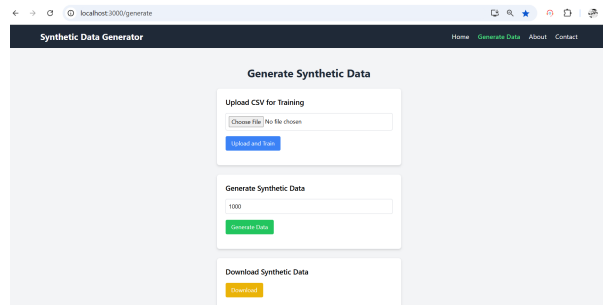 localhost:3000/generate
Synthetic Data Generator
Home Generate Data About Contact
Generate Synthetic Data
Upload CSV for Training
Choose File No file chosen
Upload and Train
Generate Synthetic Data
1000
Generate Data
Download Synthetic Data
Download